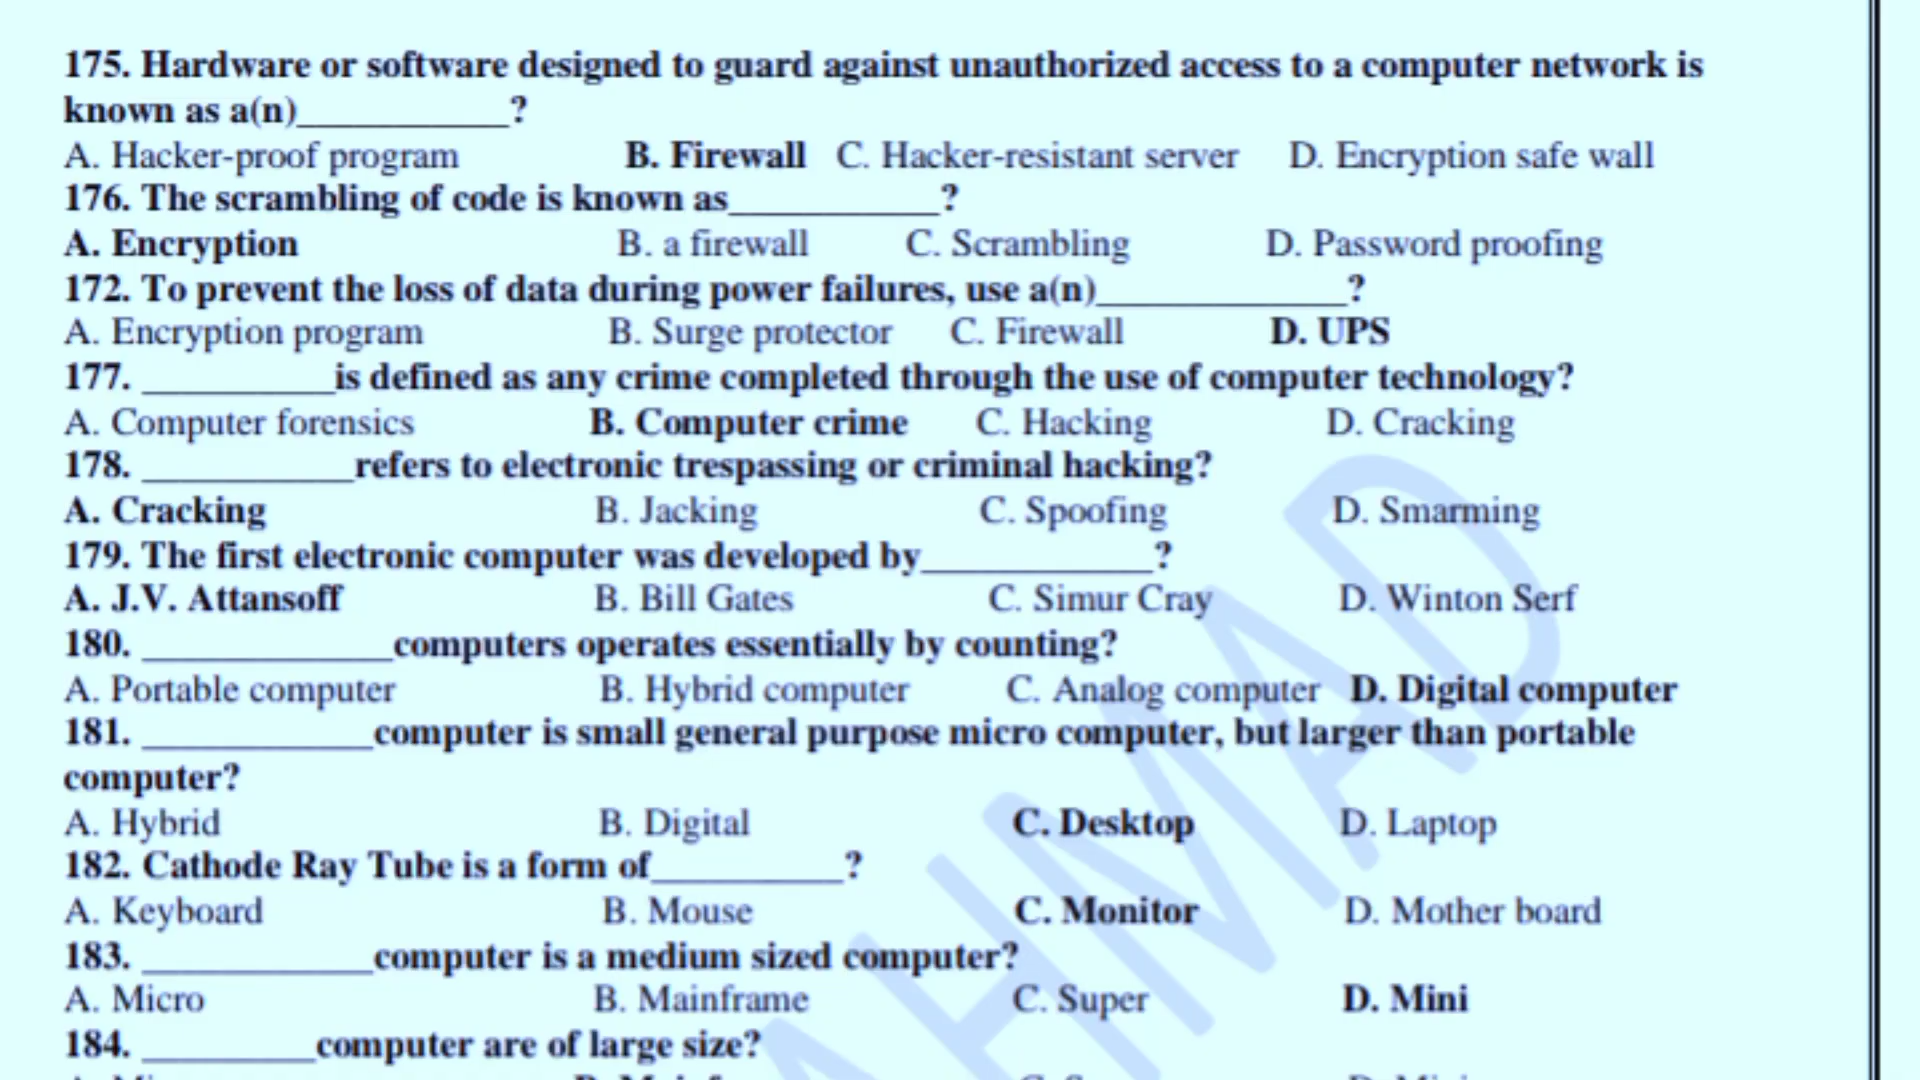 175. Hardware or software designed to guard against unauthorized access to a computer network is
known as a(n)___________?
A. Hacker-proof program B. Firewall C. Hacker-resistant server D. Encryption safe wall
176. The scrambling of code is known as___________?
A. Encryption B. a firewall C. Scrambling D. Password proofing
172. To prevent the loss of data during power failures, use a(n)_____________?
A. Encryption program B. Surge protector C. Firewall D. UPS
177. __________is defined as any crime completed through the use of computer technology?
A. Computer forensics B. Computer crime C. Hacking D. Cracking
178. ___________refers to electronic trespassing or criminal hacking?
A. Cracking B. Jacking C. Spoofing D. Smarming
179. The first electronic computer was developed by____________?
A. J.V. Attansoff B. Bill Gates C. Simur Cray D. Winton Serf
180. _____________computers operates essentially by counting?
A. Portable computer B. Hybrid computer C. Analog computer D. Digital computer
181. ____________computer is small general purpose micro computer, but larger than portable
computer?
A. Hybrid B. Digital C. Desktop D. Laptop
182. Cathode Ray Tube is a form of__________?
A. Keyboard B. Mouse C. Monitor D. Mother board
183. ____________computer is a medium sized computer?
A. Micro B. Mainframe C. Super D. Mini
184. _________computer are of large size?
AHMAD